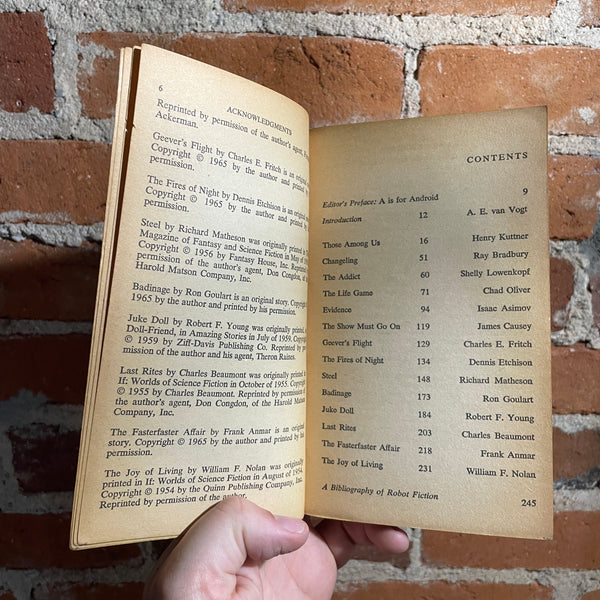 6
ACKNOWLEDGMENTS
Reprinted by permission of the author's agent,
Ackerman.
Geever's Flight by Charles E. Fritch is an original
Copyright © 1965 by the author and printed
permission.
The Fires of Night by Dennis Etchison is an original
Copyright © 1965 by the author and printed
permission.
Steel by Richard Matheson was originally printed
Magazine of Fantasy and Science Fiction in May of
Copyright © 1956 by Fantasy House, Inc. Reprinted
permission of the author's agent, Don Congdon, of the
Harold Matson Company, Inc.
Badinage by Ron Goulart is an original story.
1965 by the author and printed by his permission.
Juke Doll by Robert F. Young was originally printed,
Doll-Friend, in Amazing Stories in July of 1959.
© 1959 by Ziff-Davis Publishing Co. Reprinted by
mission of the author and his agent, Theron Raines.
Last Rites by Charles Beaumont was originally printed in
If: Worlds of Science Fiction in October of 1955. Copyright
© 1955 by Charles Beaumont. Reprinted by permission of
the author's agent, Don Congdon, of the Harold Matson
Company, Inc.
The Fasterfaster Affair by Frank Anmar is an original
story. Copyright © 1965 by the author and printed by his
permission.
The Joy of Living by William F. Nolan was originally
printed in If: Worlds of Science Fiction in August of 1954.
Copyright © 1954 by the Quinn Publishing Company, Inc.
Reprinted by permission of the author.
CONTENTS
Editor's Preface: A is for Android 9
Introduction 12 A. E. van Vogt
Those Among Us 16 Henry Kuttner
Changeling 51 Ray Bradbury
The Addict 60 Shelly Lowenkopf
The Life Game 71 Chad Oliver
Evidence 94 Isaac Asimov
The Show Must Go On 119 James Causey
Geever's Flight 129 Charles E. Fritch
The Fires of Night 134 Dennis Etchison
Steel 148 Richard Matheson
Badinage 173 Ron Goulart
Juke Doll 184 Robert F. Young
Last Rites 203 Charles Beaumont
The Fasterfaster Affair 218 Frank Anmar
The Joy of Living 231 William F. Nolan
A Bibliography of Robot Fiction 245